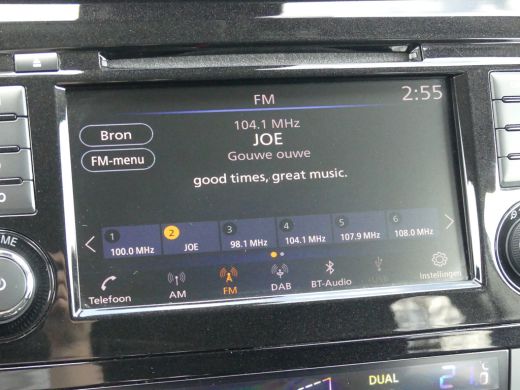 FM
2:55
104.1 MHz
Bron
JOE
Gouwe ouwe
FM-menu
good times, great music.
1 2 3 4 5 6
100.0 MHz JOE 98.1 MHz 104.1 MHz 107.9 MHz 108.0 MHz
Telefoon AM FM DAB BT-Audio Instellingen
DUAL 21.0 °C